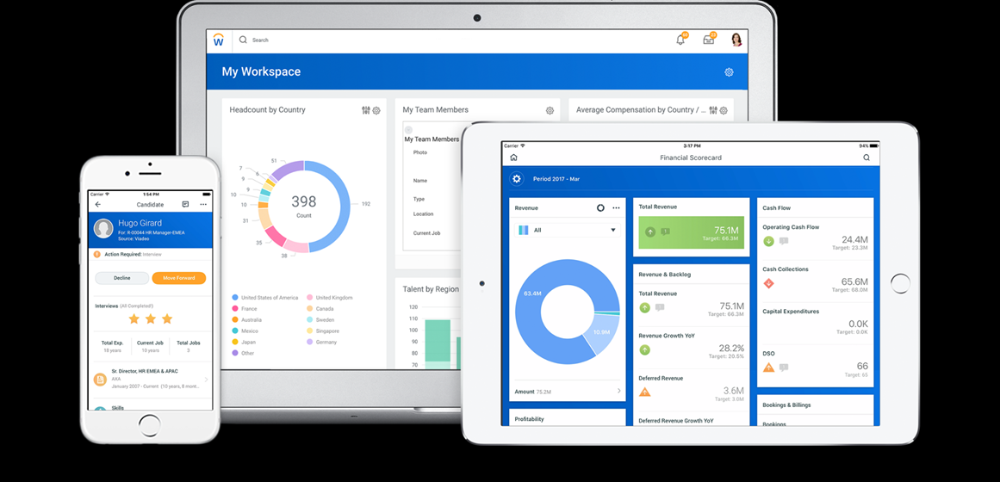 W
Search
My Workspace
Headcount by Country
51
7
6
9
9
10
10
31
35
38
192
398
Count
United States of America
United Kingdom
France
Canada
Australia
Sweden
Mexico
Singapore
Japan
Germany
Other
My Team Members
My Team Members
Photo
Name
Type
Location
Current Job
Average Compensation by Country / ...
Talent by Region
120
110
100
90
80
70
Carrier
1:54 PM
Candidate
Hugo Girard
For: R-00044 HR Manager-EMEA
Source: Viadeo
Action Required: Interview
Decline
Move Forward
Interviews (All Completed!)
Total Exp.
18 years
Current Job
10 years
Total Jobs
3
Sr. Director, HR EMEA & APAC
AXA
January 2007 - Current (10 years, 8 mont...
Skills
Carrier
3:17 PM
94%
Financial Scorecard
Period 2017 - Mar
Revenue
All
63.4M
10.9M
Amount 75.2M
Profitability
Total Revenue
75.1M
Target: 66.3M
Revenue & Backlog
Total Revenue
75.1M
Target: 66.3M
Revenue Growth YoY
28.2%
Target: 20.5%
Deferred Revenue
3.6M
Target: 3.0M
Deferred Revenue Growth YoY
Cash Flow
Operating Cash Flow
24.4M
Target: 23.3M
Cash Collections
65.6M
Target: 68.0M
Capital Expenditures
0.0K
Target: 0.0K
DSO
66
Target: 65
Bookings & Billings
Bookings